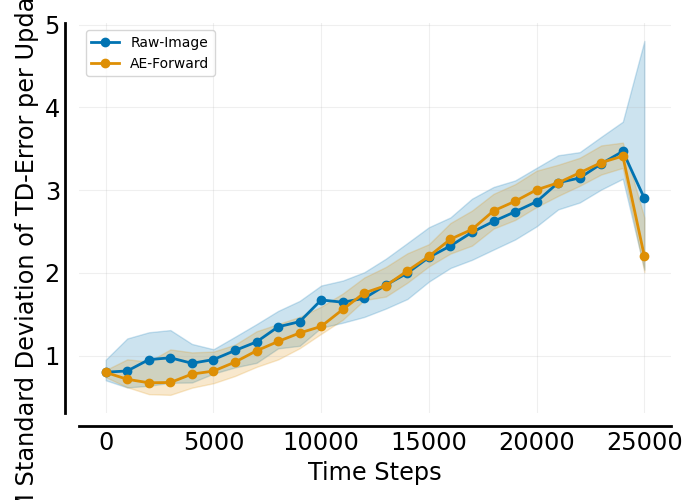 Standard Deviation of TD-Error per
5
4
3
2
1
Raw-Image
AE-Forward
0
5000
10000
15000
20000
25000
Time Steps